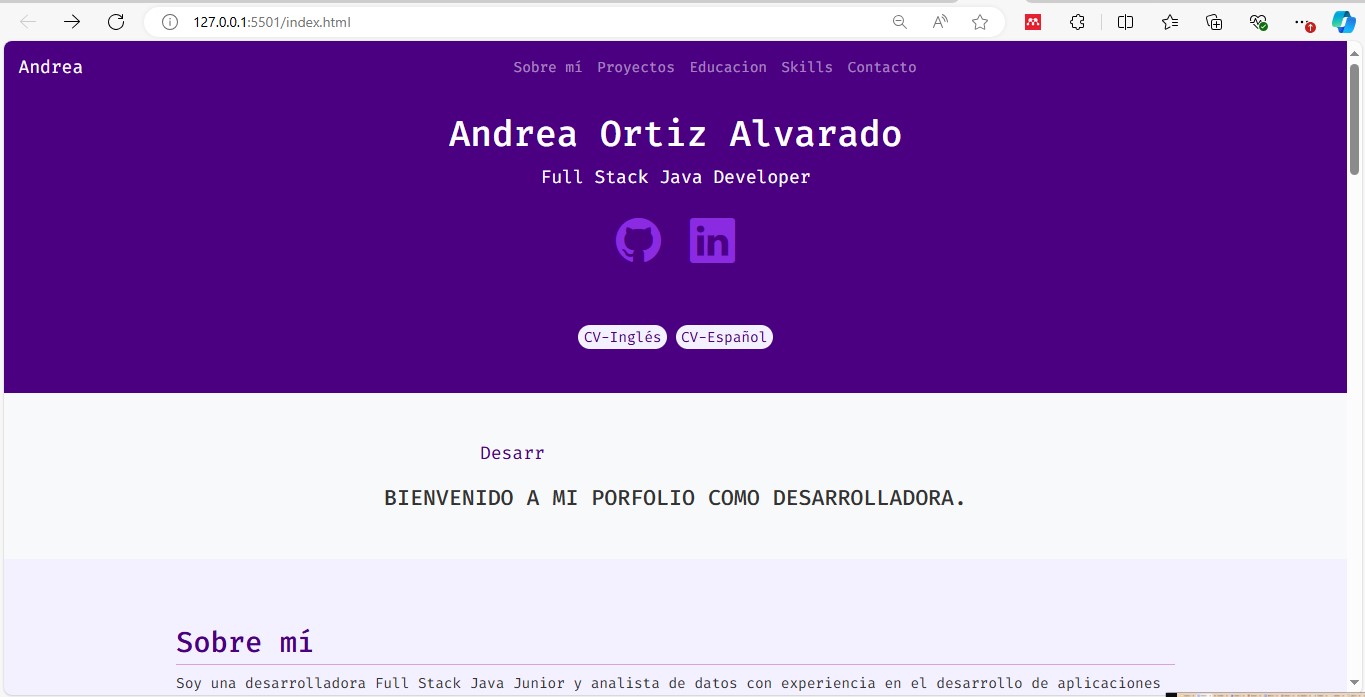 127.0.0.1:5501/index.html
Andrea
Sobre mí Proyectos Educacion Skills Contacto
Andrea Ortiz Alvarado
Full Stack Java Developer
in
CV-Inglés CV-Español
Desarr
BIENVENIDO A MI PORFOLIO COMO DESARROLLADORA.
Sobre mí
Soy una desarrolladora Full Stack Java Junior y analista de datos con experiencia en el desarrollo de aplicaciones